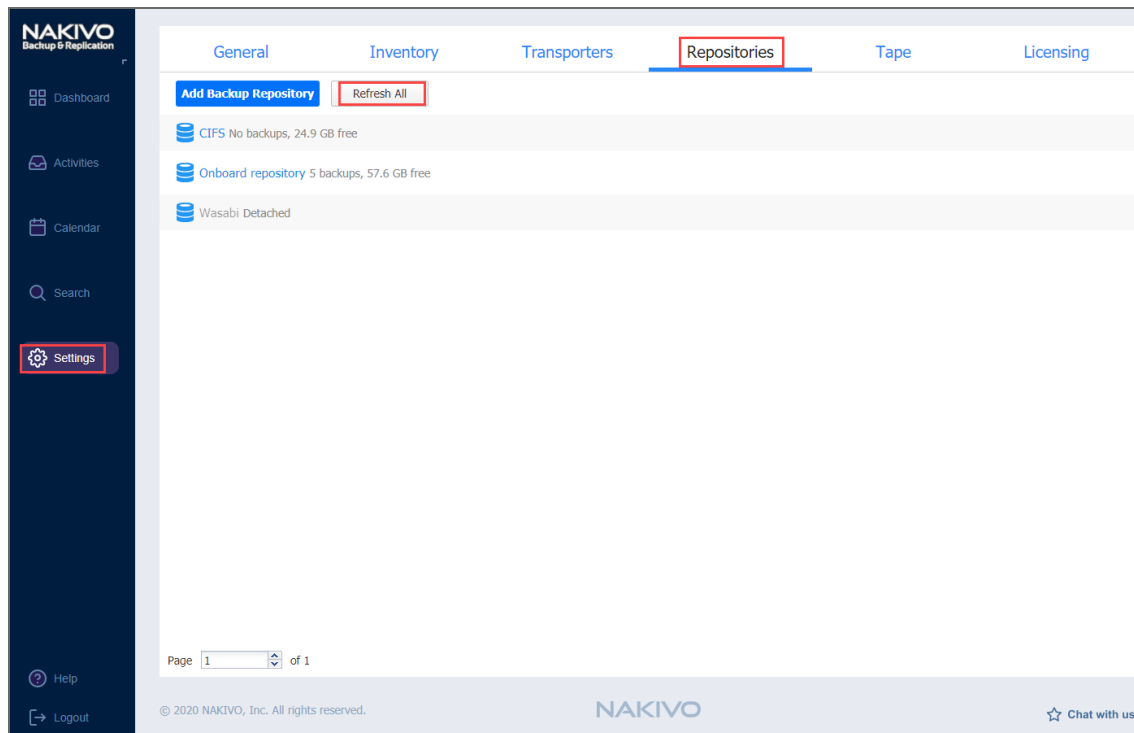 NAKIVO
Backup & Replication
General Inventory Transporters Repositories Tape Licensing
Dashboard
Add Backup Repository Refresh All
CIFS No backups, 24.9 GB free
Activities
Onboard repository 5 backups, 57.6 GB free
Wasabi Detached
Calendar
Search
Settings
Page 1 of 1
Help
© 2020 NAKIVO, Inc. All rights reserved. NAKIVO Chat with us
Logout